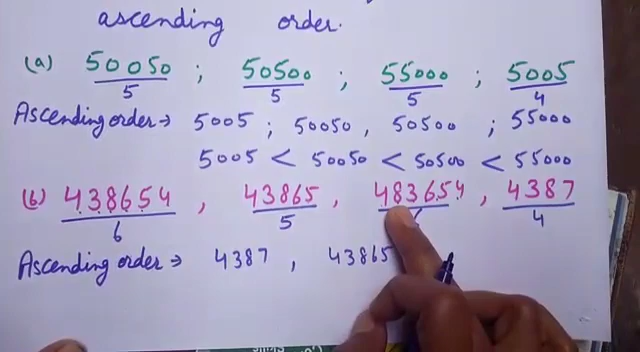 ascending order.
(a) 50050 ; 50500 ; 55000 ; 5005
5 5 5 4
Ascending order→ 5005 ; 50050 , 50500 ; 55000
5005 < 50050 < 50500 < 55000
(b) 438654 , 43865 , 483654 , 4387
6 5 4
Ascending order→ 4387 , 43865